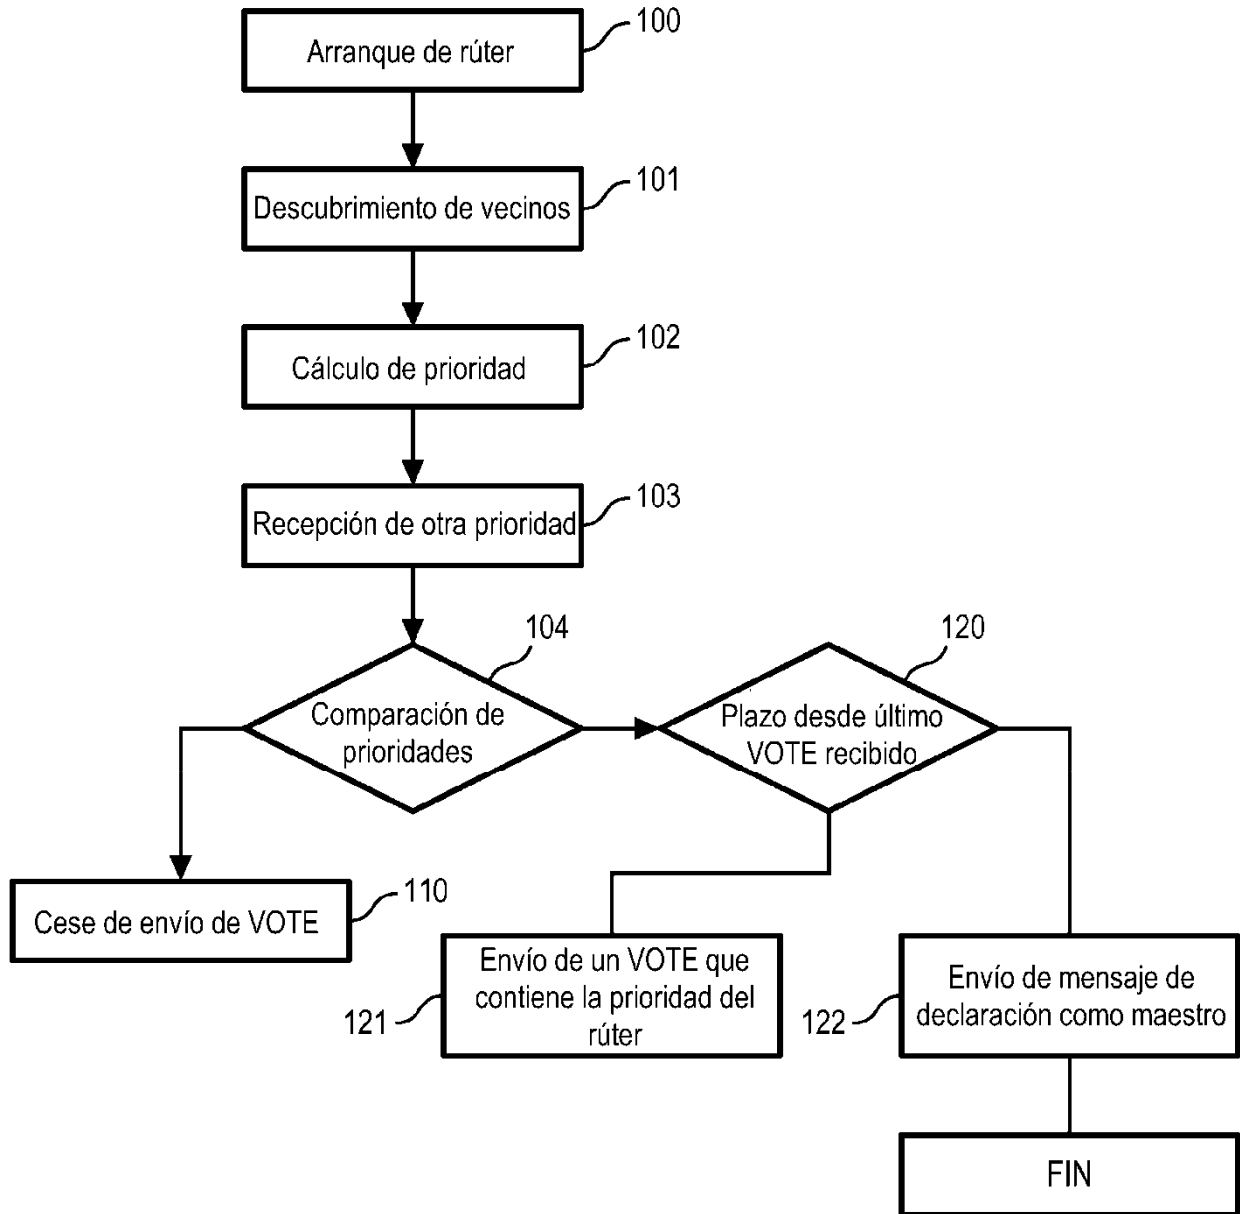 Arranque de rúter
100
Descubrimiento de vecinos
101
Cálculo de prioridad
102
Recepción de otra prioridad
103
Comparación de
prioridades
104
Plazo desde último
VOTE recibido
120
Cese de envío de VOTE
110
Envío de un VOTE que
contiene la prioridad del
rúter
121
Envío de mensaje de
declaración como maestro
122
FIN